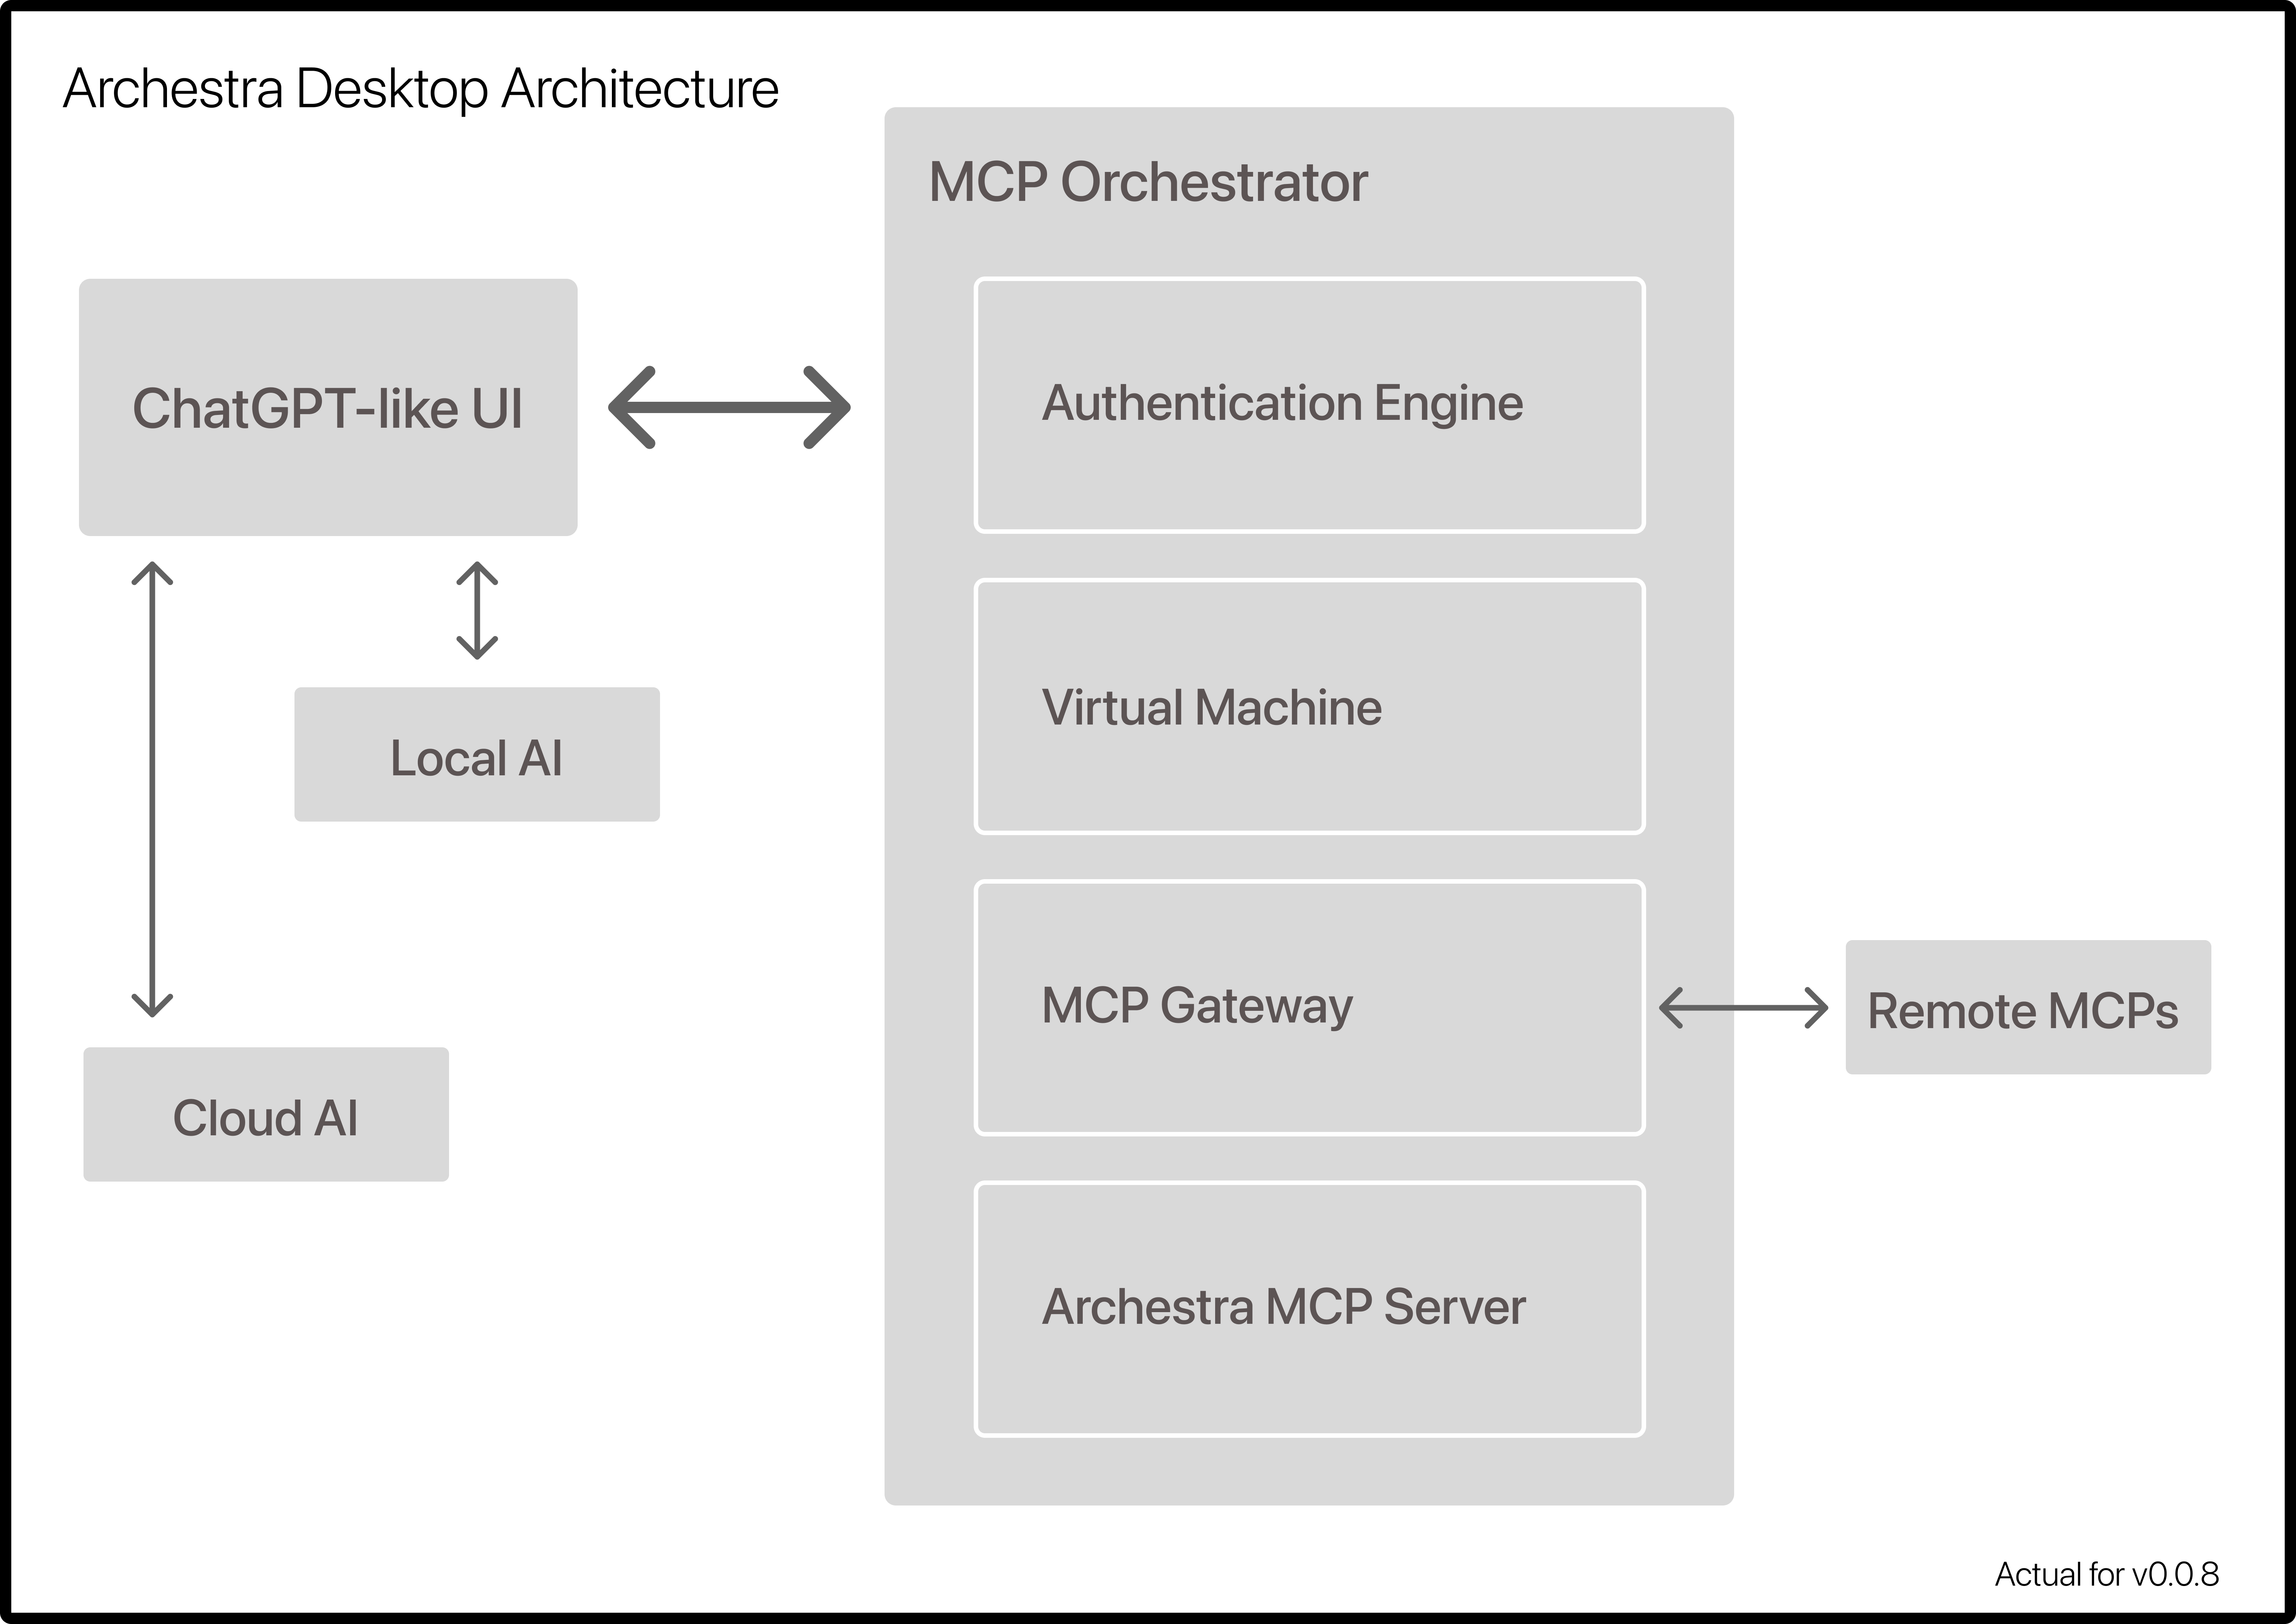 Archestra Desktop Architecture
MCP Orchestrator
ChatGPT-like UI
Authentication Engine
Virtual Machine
Local AI
MCP Gateway
Remote MCPs
Cloud AI
Archestra MCP Server
Actual for v0.0.8